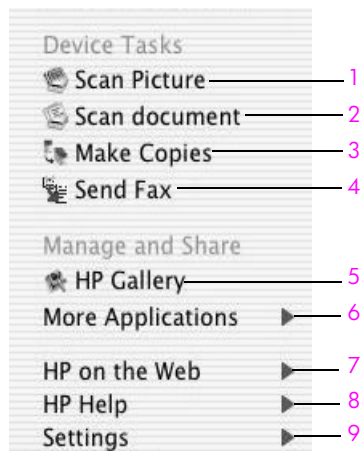 Device Tasks
Scan Picture 1
Scan document 2
Make Copies 3
Send Fax 4
Manage and Share
HP Gallery 5
More Applications 6
HP on the Web 7
HP Help 8
Settings 9